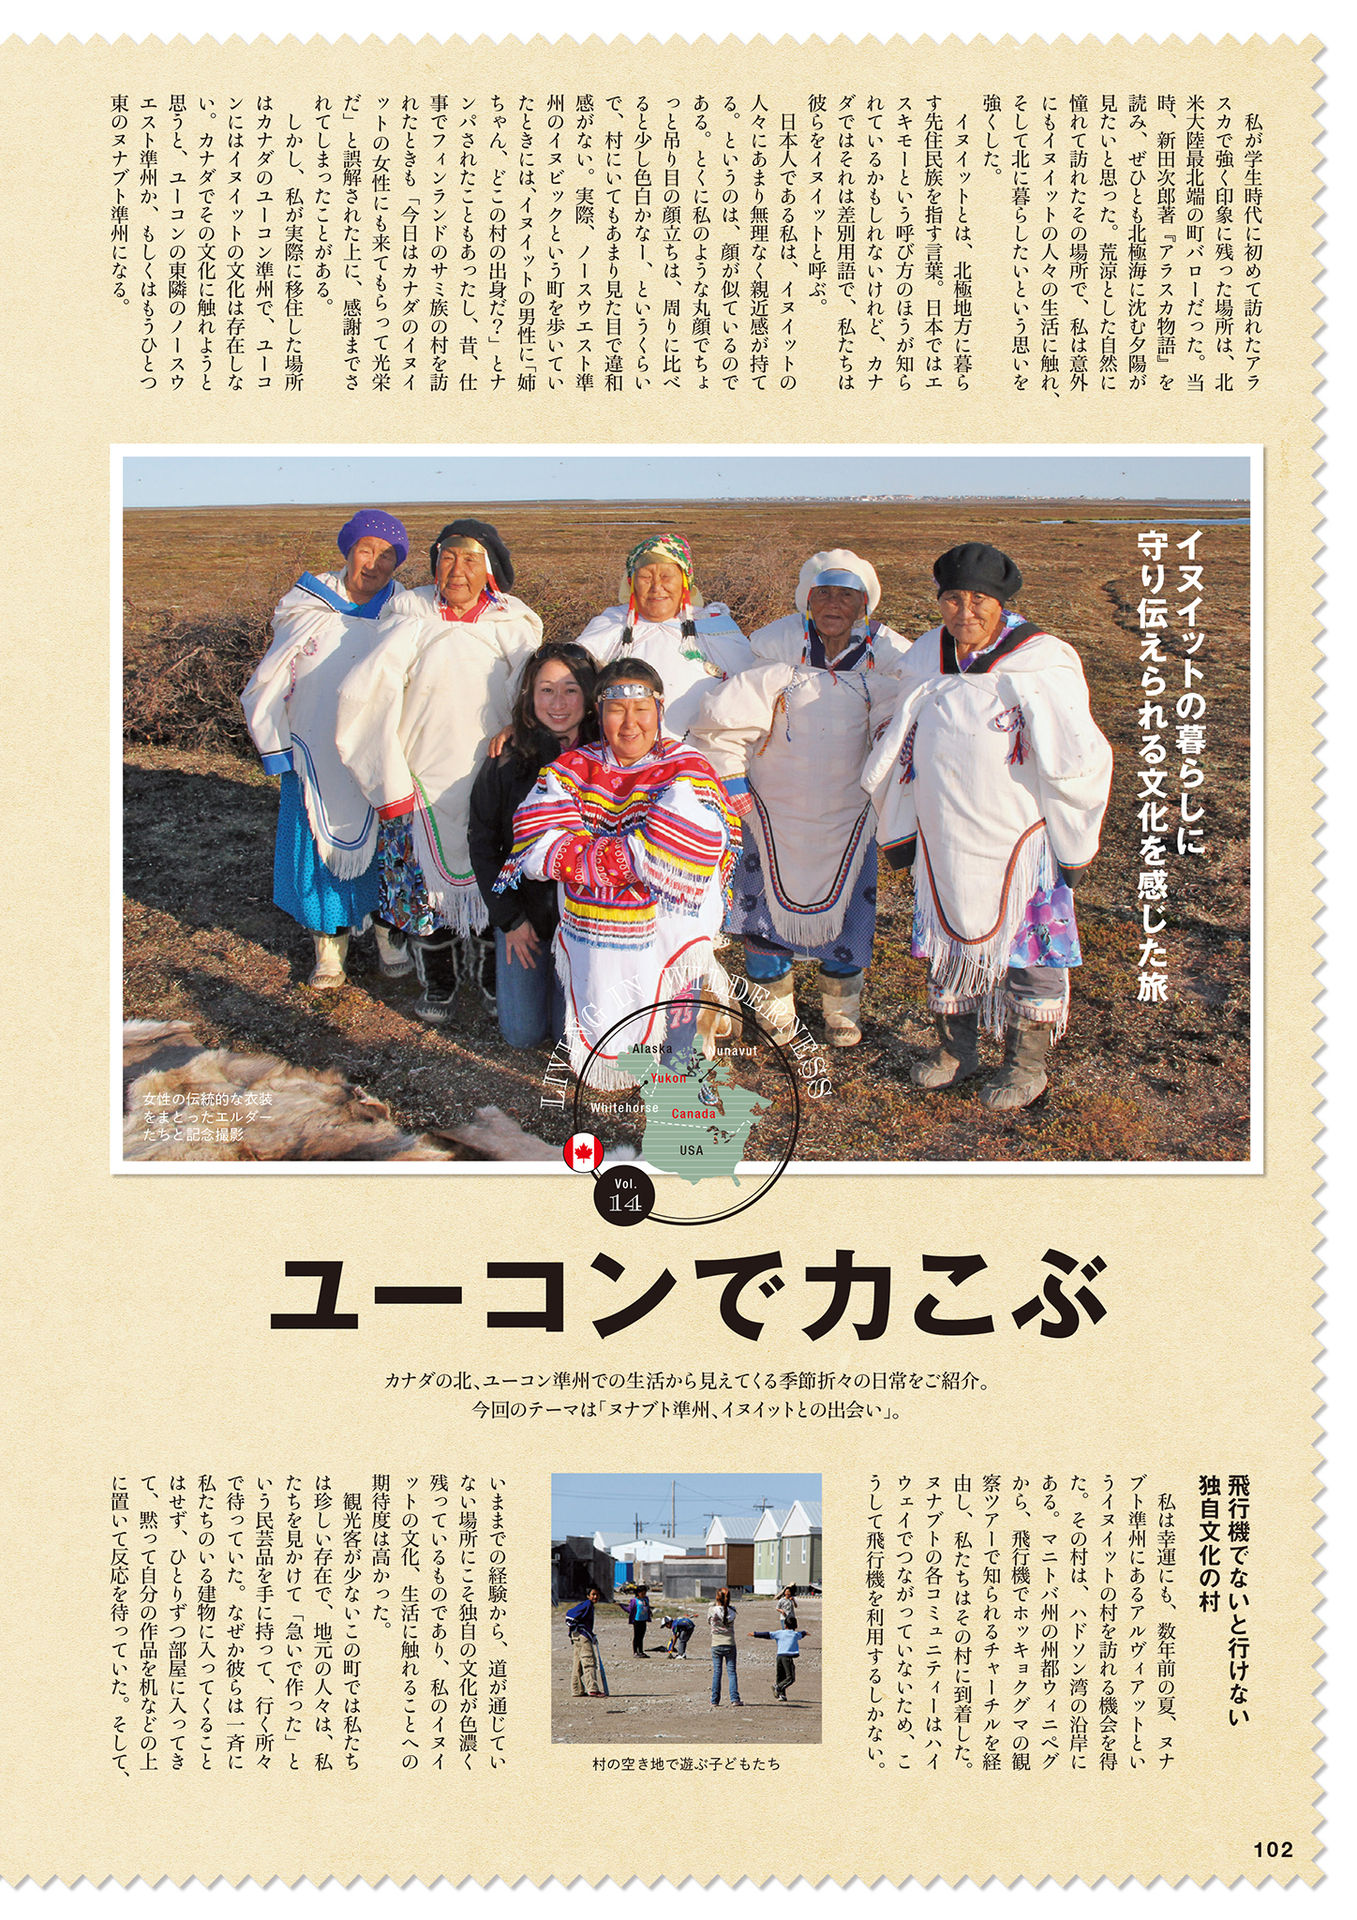 私が学生時代に初めて訪れたアラ
スカで強く印象に残った場所は、北
米大陸最北端の町バローだった。当
時、新田次郎著『アラスカ物語』を
読み、ぜひとも北極海に沈む夕陽が
見たいと思った。荒涼とした自然に
憧れて訪れたその場所で、私は意外
にもイヌイットの人々の生活に触れ、
そして北に暮らしたいという思いを
強くした。
イヌイットとは、北極地方に暮ら
す先住民族を指す言葉。日本ではエ
スキモーという呼び方のほうが知ら
れているかもしれないけれど、カナ
ダではそれは差別用語で、私たちは
彼らをイヌイットと呼ぶ。
日本人である私は、イヌイットの
人々にあまり無理なく親近感が持て
る。というのは、顔が似ているので
ある。とくに私のような丸顔でちょ
っと吊り目の顔立ちは、周りに比べ
ると少し色白かなー、というくらい
で、村にいてもあまり見た目で違和
感がない。実際、ノースウエスト準
州のイヌビックという町を歩いてい
たときには、イヌイットの男性に「姉
ちゃん、どこの村の出身だ？」とナ
ンパされたこともあったし、昔、仕
事でフィンランドのサミ族の村を訪
れたときも「今日はカナダのイヌイ
ットの女性にも来てもらって光栄
だ」と誤解された上に、感謝までさ
れてしまったことがある。
しかし、私が実際に移住した場所
はカナダのユーコン準州で、ユーコ
ンにはイヌイットの文化は存在しな
い。カナダでその文化に触れようと
思うと、ユーコンの東隣のノースウ
エスト準州か、もしくはもうひとつ
東のヌナブト準州になる。
イヌイットの暮らしに
守り伝えられる文化を感じた旅
女性の伝統的な衣装
をまとったエルダー
たちと記念撮影
LIVING IN WILDERNESS
75
Alaska
Nunavut
Yukon
Whitehorse
Canada
USA
Vol.
14
ユーコンで力こぶ
カナダの北、ユーコン準州での生活から見えてくる季節折々の日常をご紹介。
今回のテーマは「ヌナブト準州、イヌイットとの出会い」。
飛行機でないと行けない
独自文化の村
私は幸運にも、数年前の夏、ヌナ
ブト準州にあるアルヴィアットとい
うイヌイットの村を訪れる機会を得
た。その村は、ハドソン湾の沿岸に
ある。マニトバ州の州都ウィニペグ
から、飛行機でホッキョクグマの観
察ツアーで知られるチャーチルを経
由し、私たちはその村に到着した。
ヌナブトの各コミュニティーはハイ
ウェイでつながっていないため、こ
うして飛行機を利用するしかない。
村の空き地で遊ぶ子どもたち
いままでの経験から、道が通じてい
ない場所にこそ独自の文化が色濃く
残っているものであり、私のイヌイ
ットの文化、生活に触れることへの
期待度は高かった。
観光客が少ないこの町では私たち
は珍しい存在で、地元の人々は、私
たちを見かけて「急いで作った」と
いう民芸品を手に持って、行く所々
で待っていた。なぜか彼らは一斉に
私たちのいる建物に入ってくること
はせず、ひとりずつ部屋に入ってき
て、黙って自分の作品を机などの上
に置いて反応を待っていた。そして、
102